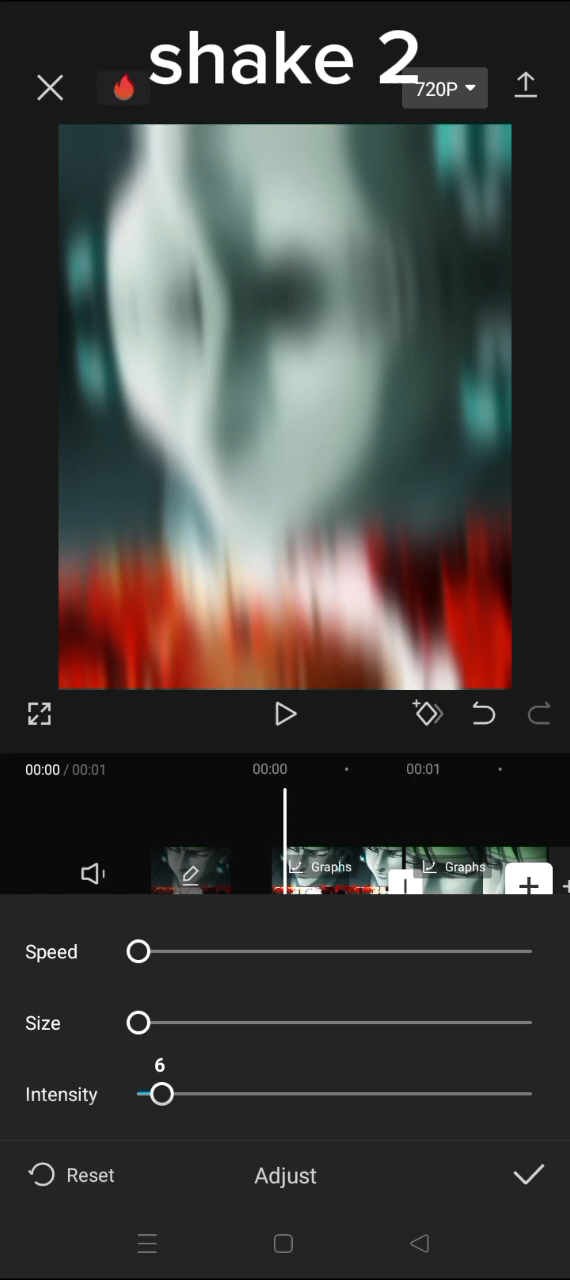 shake 2
720P
00:00 / 00:01
00:00
00:01
Graphs
Graphs
Speed
Size
6
Intensity
Reset
Adjust